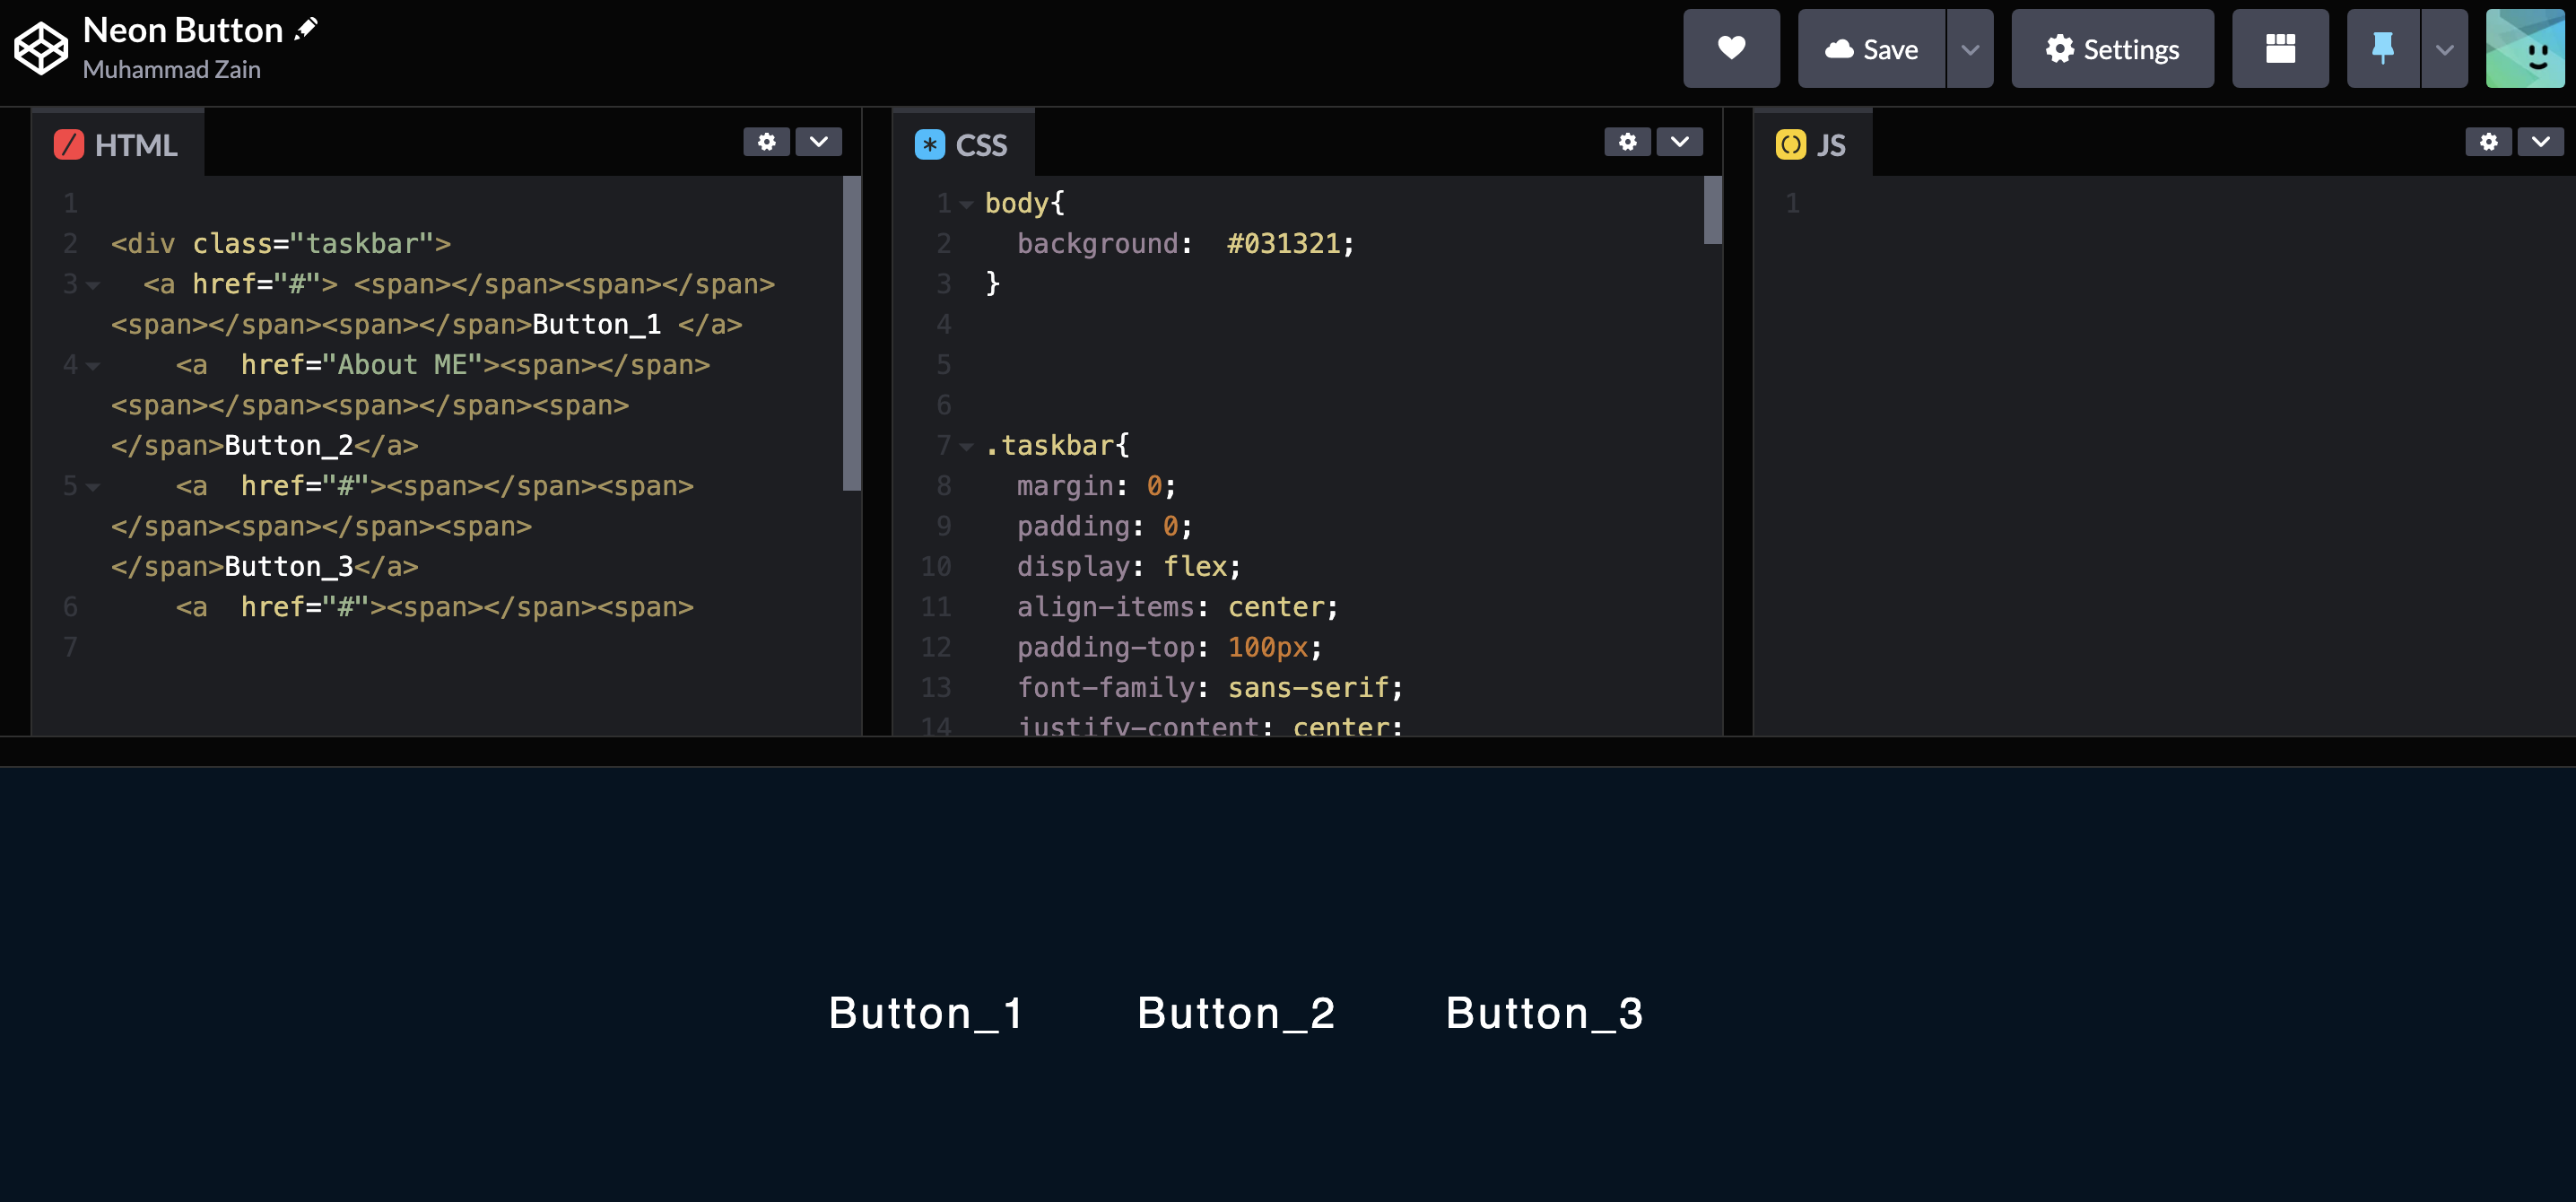 Neon Button
Muhammad Zain
Save
Settings
HTML
1
2 <div class="taskbar">
3 <a href="#"> <span></span><span></span>
<span></span><span></span>Button_1 </a>
4 <a  href="About ME"><span></span>
<span></span><span></span><span>
</span>Button_2</a>
5 <a  href="#"><span></span><span>
</span><span></span><span>
</span>Button_3</a>
6 <a  href="#"><span></span><span>
7
CSS
1 body{
2 background:  #031321;
3 }
4
5
6
7 .taskbar{
8 margin: 0;
9 padding: 0;
10 display: flex;
11 align-items: center;
12 padding-top: 100px;
13 font-family: sans-serif;
14 justify-content: center;
JS
1
Button_1 Button_2 Button_3